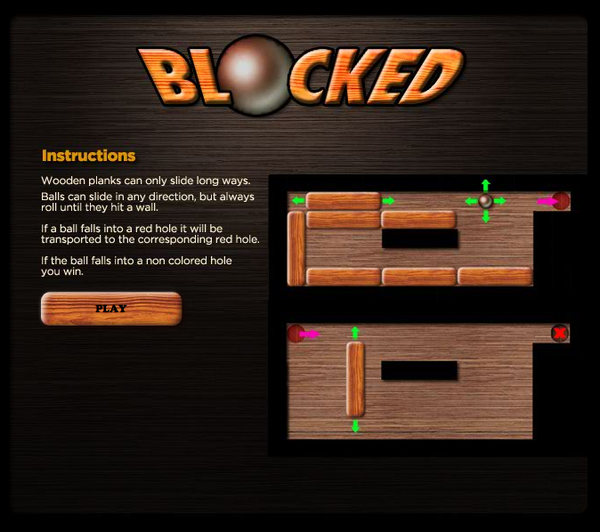 BLOCKED
Instructions
Wooden planks can only slide long ways.
Balls can slide in any direction, but always
roll until they hit a wall.
If a ball falls into a red hole it will be
transported to the corresponding red hole.
If the ball falls into a non colored hole
you win.
PLAY